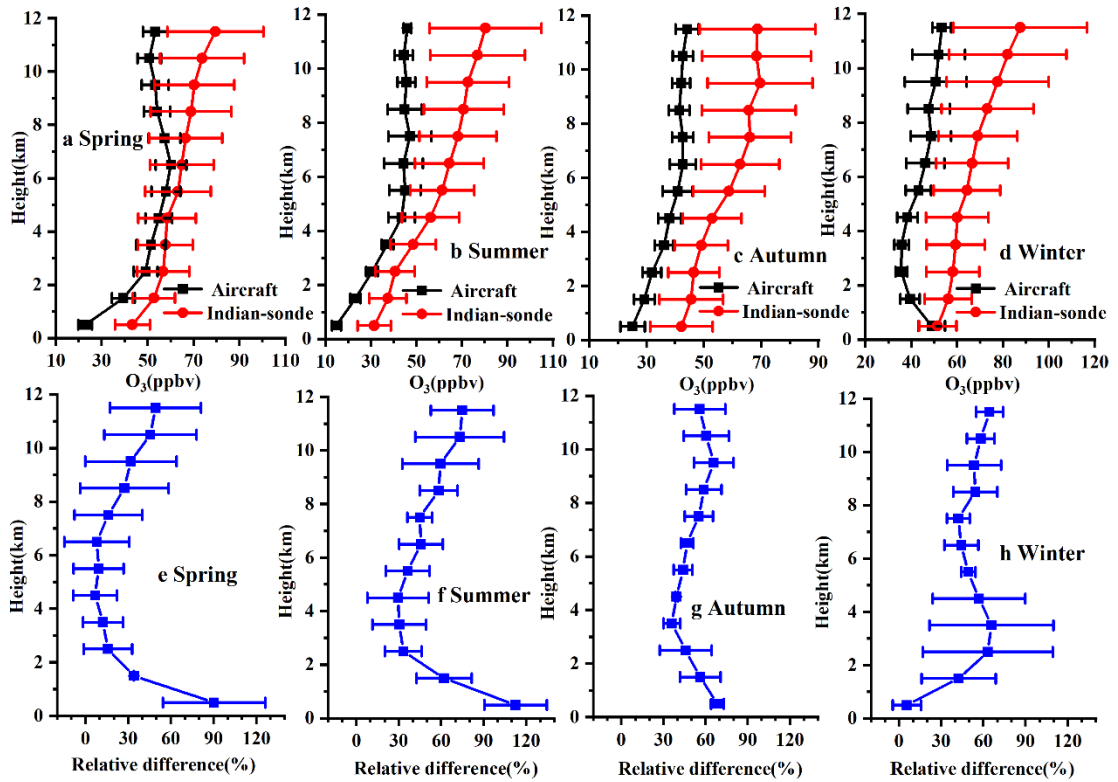 Height(km)
12
10
8
6
4
2
0
a Spring
Aircraft
Indian-sonde
10 30 50 70 90 110
O3(ppbv)
Height(km)
12
10
8
6
4
2
0
b Summer
Aircraft
Indian-sonde
10 30 50 70 90 110
O3(ppbv)
Height(km)
12
10
8
6
4
2
0
c Autumn
Aircraft
Indian-sonde
10 30 50 70 90
O3(ppbv)
Height(km)
12
10
8
6
4
2
0
d Winter
Aircraft
Indian-sonde
20 40 60 80 100 120
O3(ppbv)
Height(km)
12
10
8
6
4
2
0
e Spring
0 30 60 90 120
Relative difference(%)
Height(km)
12
10
8
6
4
2
0
f Summer
0 30 60 90 120
Relative difference(%)
Height(km)
12
10
8
6
4
2
0
g Autumn
0 30 60 90 120
Relative difference(%)
Height(km)
12
10
8
6
4
2
0
h Winter
0 30 60 90 120
Relative difference(%)